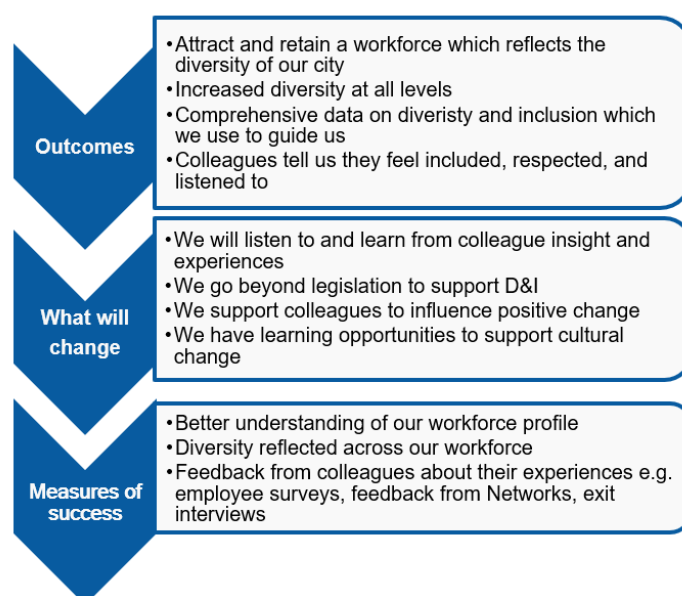 Outcomes
•Attract and retain a workforce which reflects the
diversity of our city
•Increased diversity at all levels
•Comprehensive data on diveristy and inclusion which
we use to guide us
•Colleagues tell us they feel included, respected, and
listened to
What will
change
•We will listen to and learn from colleague insight and
experiences
•We go beyond legislation to support D&I
•We support colleagues to influence positive change
•We have learning opportunities to support cultural
change
Measures of
success
•Better understanding of our workforce profile
•Diversity reflected across our workforce
•Feedback from colleagues about their experiences e.g.
employee surveys, feedback from Networks, exit
interviews